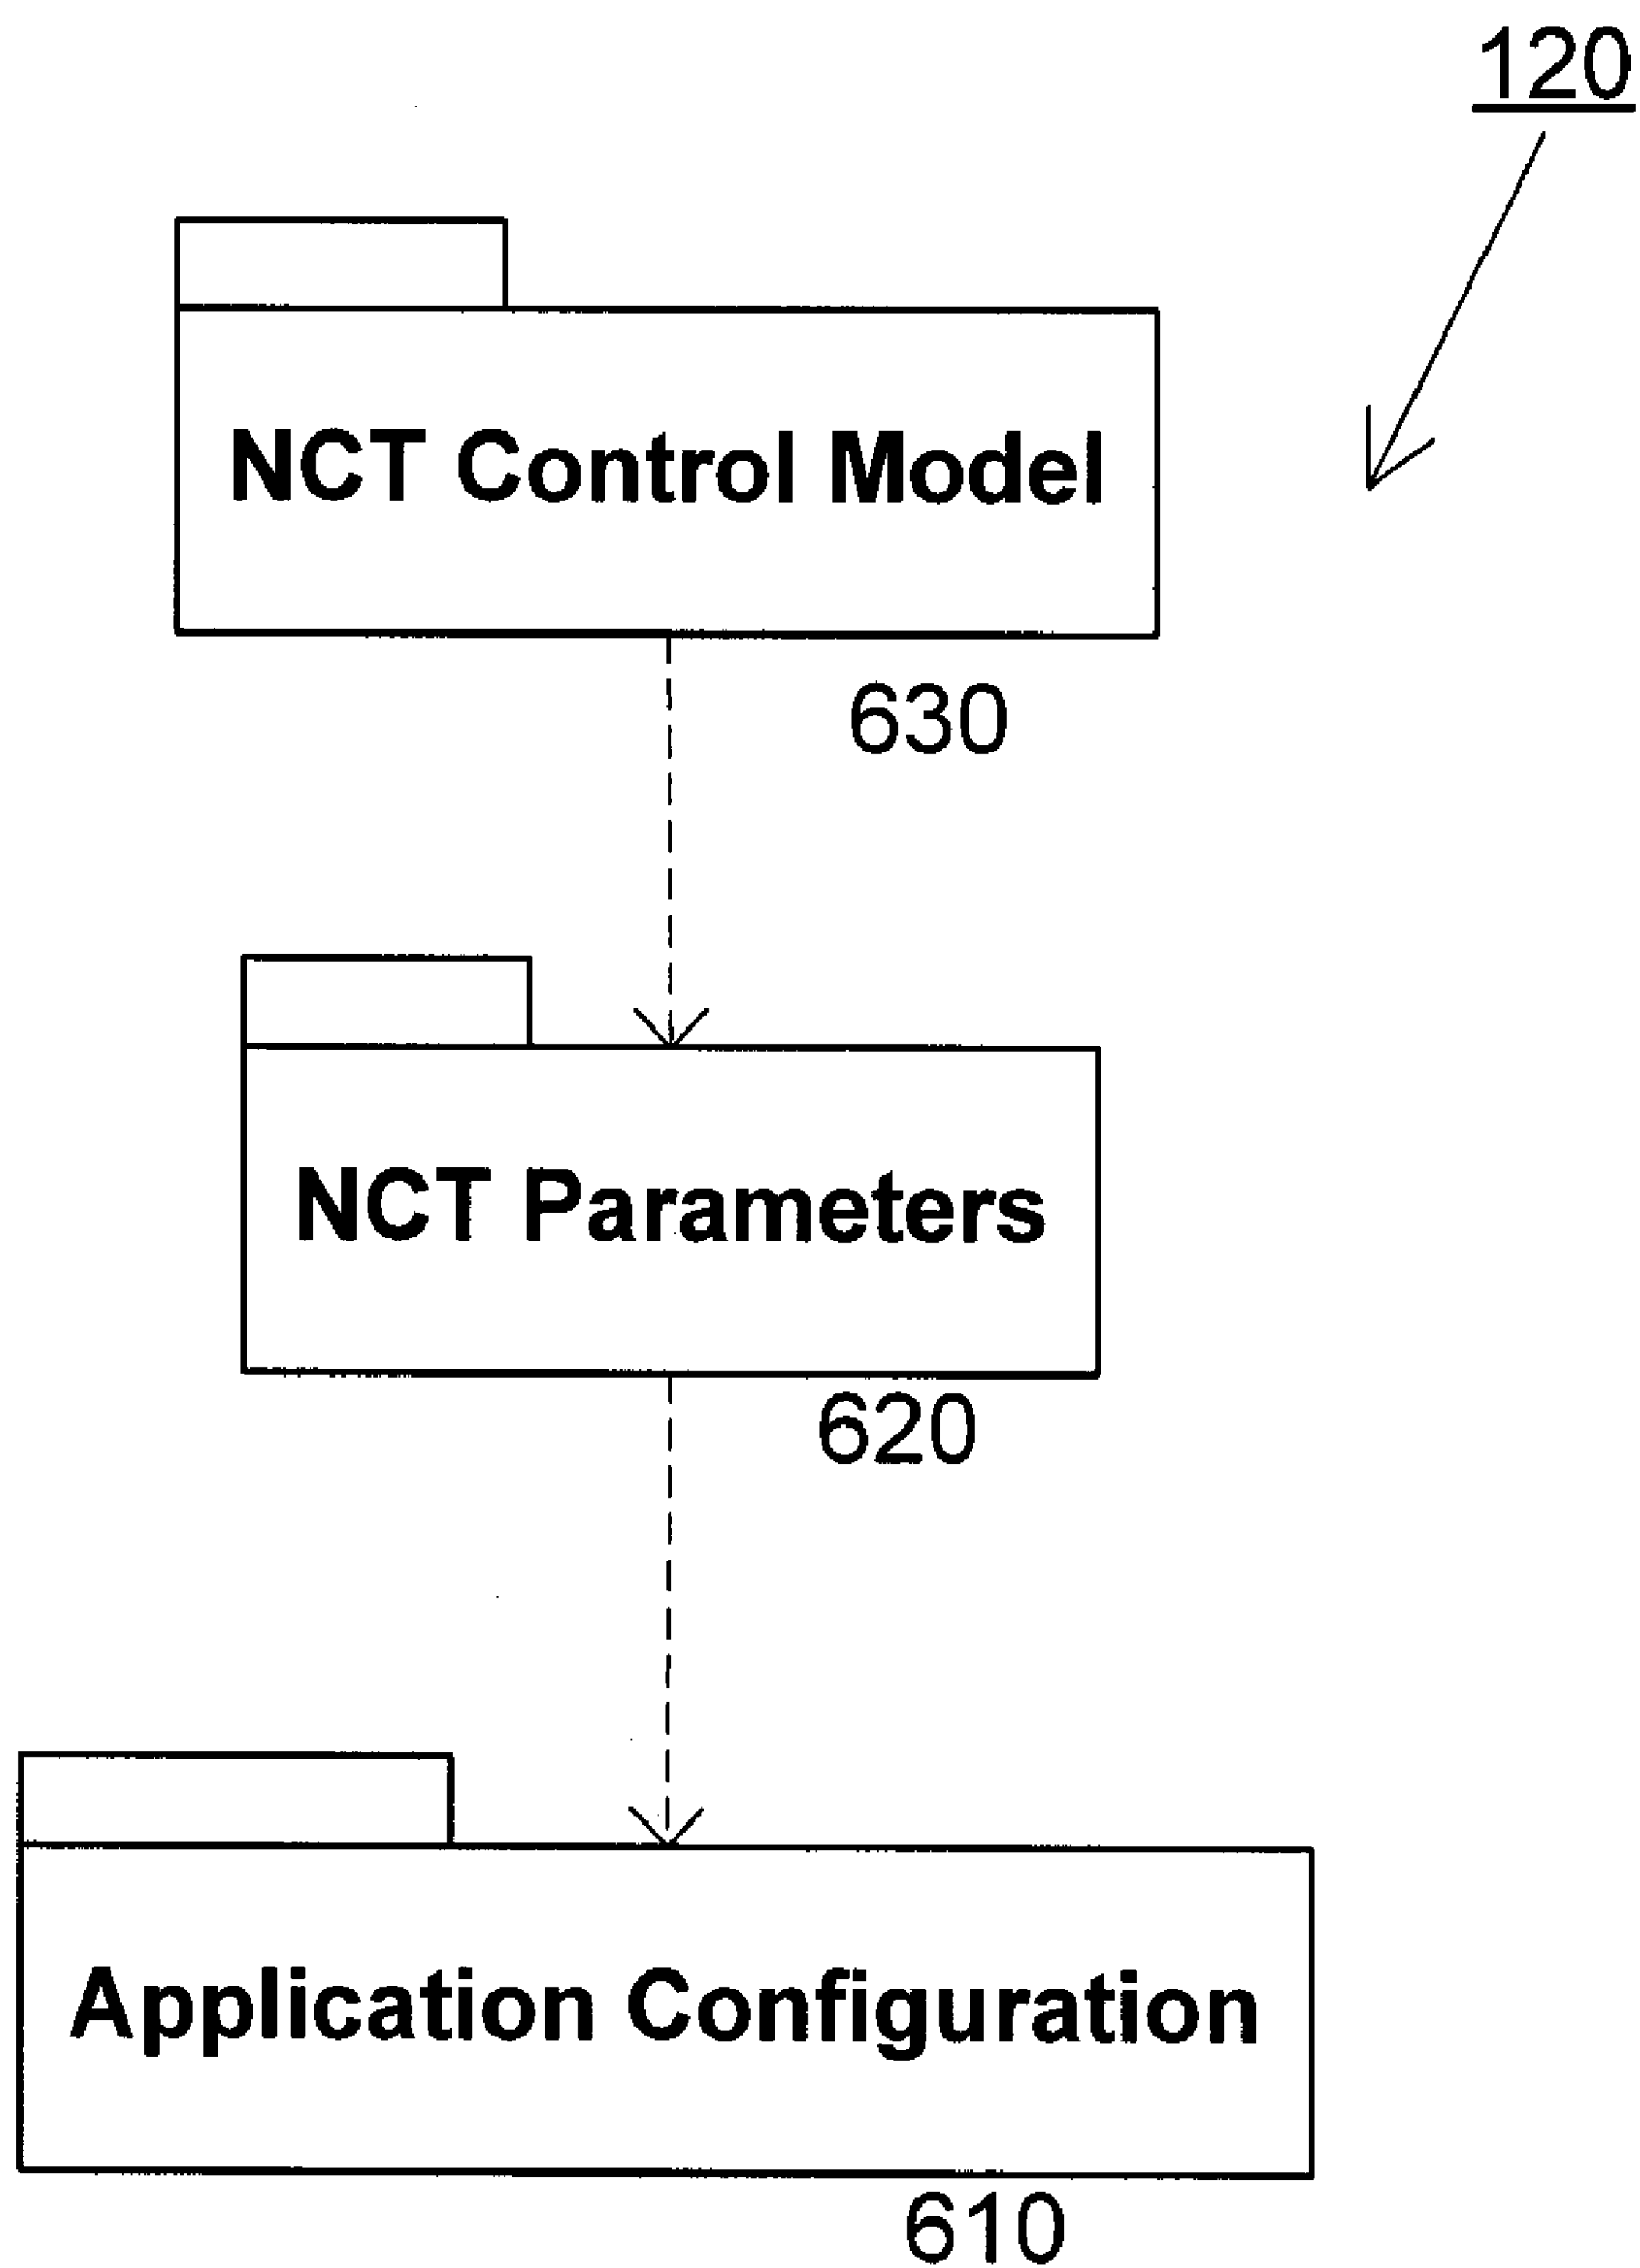 120
NCT Control Model
630
NCT Parameters
620
Application Configuration
610